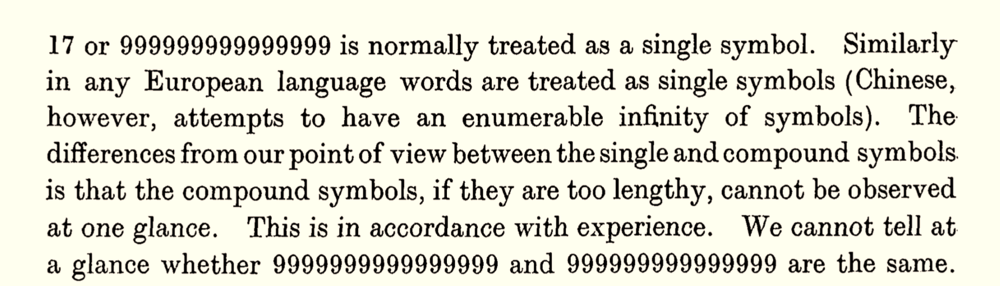 17 or 999999999999999 is normally treated as a single symbol. Similarly
in any European language words are treated as single symbols (Chinese,
however, attempts to have an enumerable infinity of symbols). The
differences from our point of view between the single and compound symbols
is that the compound symbols, if they are too lengthy, cannot be observed
at one glance. This is in accordance with experience. We cannot tell at
a glance whether 9999999999999999 and 999999999999999 are the same.